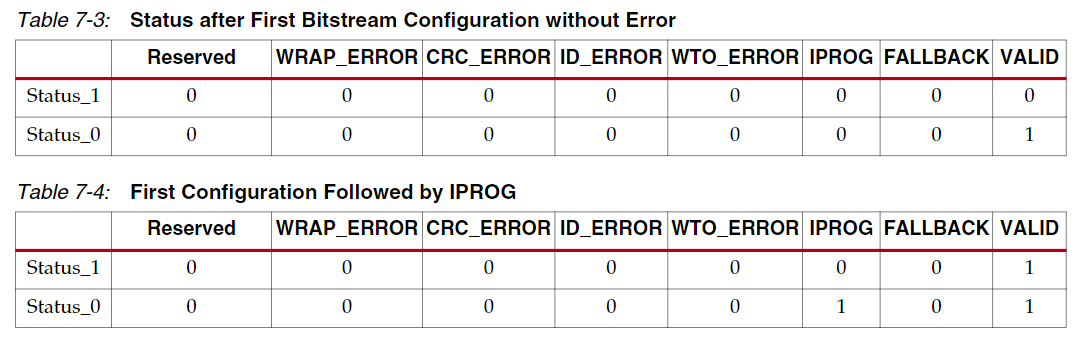 Table 7-3: Status after First Bitstream Configuration without Error
Reserved WRAP_ERROR CRC_ERROR ID_ERROR WTO_ERROR IPROG FALLBACK VALID
Status_1 0 0 0 0 0 0 0 0
Status_0 0 0 0 0 0 0 0 1
Table 7-4: First Configuration Followed by IPROG
Reserved WRAP_ERROR CRC_ERROR ID_ERROR WTO_ERROR IPROG FALLBACK VALID
Status_1 0 0 0 0 0 0 0 1
Status_0 0 0 0 0 0 1 0 1